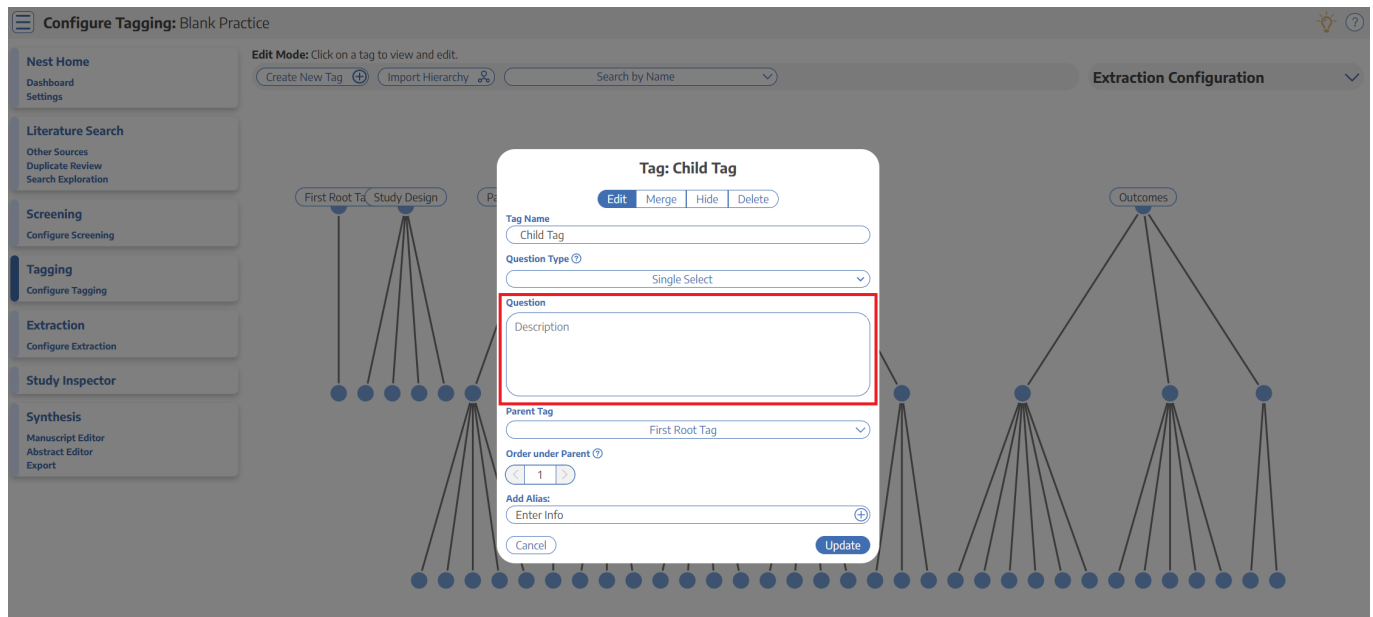 Configure Tagging: Blank Practice
?
Nest Home
Dashboard
Settings
Literature Search
Other Sources
Duplicate Review
Search Exploration
Screening
Configure Screening
Tagging
Configure Tagging
Extraction
Configure Extraction
Study Inspector
Synthesis
Manuscript Editor
Abstract Editor
Export
Edit Mode: Click on a tag to view and edit.
Create New Tag
Import Hierarchy
Search by Name
Extraction Configuration
First Root Ta
Study Design
Pa
Outcomes
Tag: Child Tag
Edit Merge Hide Delete
Tag Name
Child Tag
Question Type ?
Single Select
Question
Description
Parent Tag
First Root Tag
Order under Parent ?
< 1 >
Add Alias:
Enter Info
Cancel Update